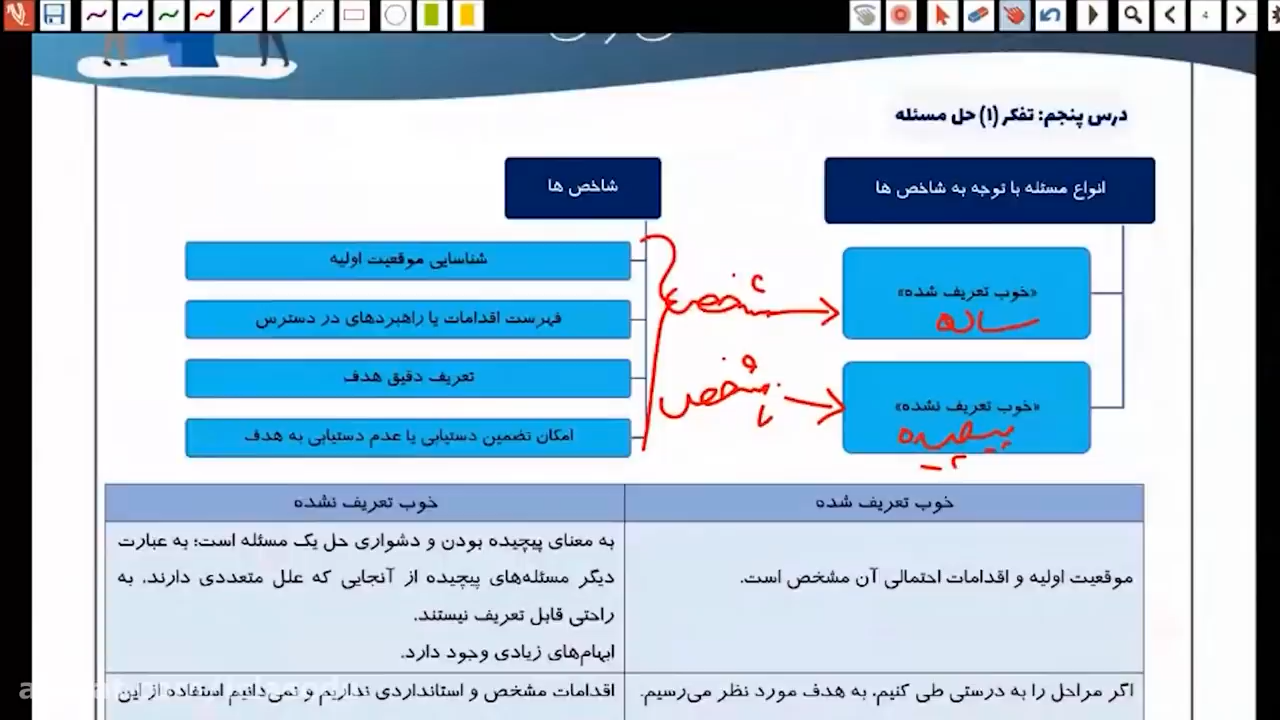 4
درس پنجم: تفکر (۱) حل مسئله
انواع مسئله با توجه به شاخص ها
«خوب تعریف شده»
ساده
«خوب تعریف نشده»
پیچیده
مشخص
نامشخص
شاخص ها
شناسایی موقعیت اولیه
فهرست اقدامات یا راهبردهای در دسترس
تعریف دقیق هدف
امکان تضمین دستیابی یا عدم دستیابی به هدف
خوب تعریف شده
خوب تعریف نشده
موقعیت اولیه و اقدامات احتمالی آن مشخص است.
به معنای پیچیده بودن و دشواری حل یک مسئله است؛ به عبارت
دیگر مسئله‌های پیچیده از آنجایی که علل متعددی دارند، به
راحتی قابل تعریف نیستند.
ابهام‌های زیادی وجود دارد.
اگر مراحل را به درستی طی کنیم، به هدف مورد نظر می‌رسیم.
اقدامات مشخص و استانداردی نداریم و نمی‌دانیم استفاده از این